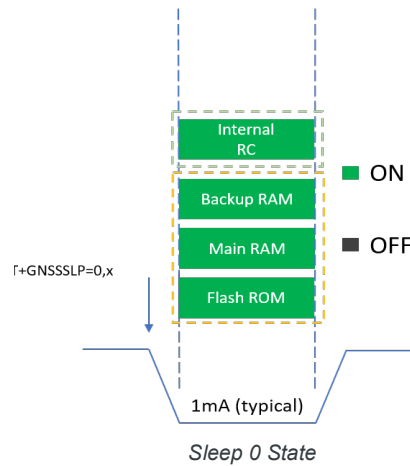 Internal
RC
ON
Backup RAM
Main RAM
OFF
T+GNSSSLP=0,x
Flash ROM
1mA (typical)
Sleep 0 State